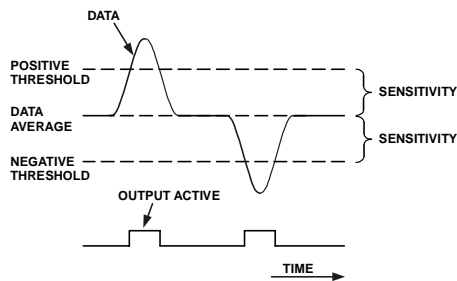 DATA
POSITIVE
THRESHOLD
SENSITIVITY
DATA
AVERAGE
SENSITIVITY
NEGATIVE
THRESHOLD
OUTPUT ACTIVE
TIME